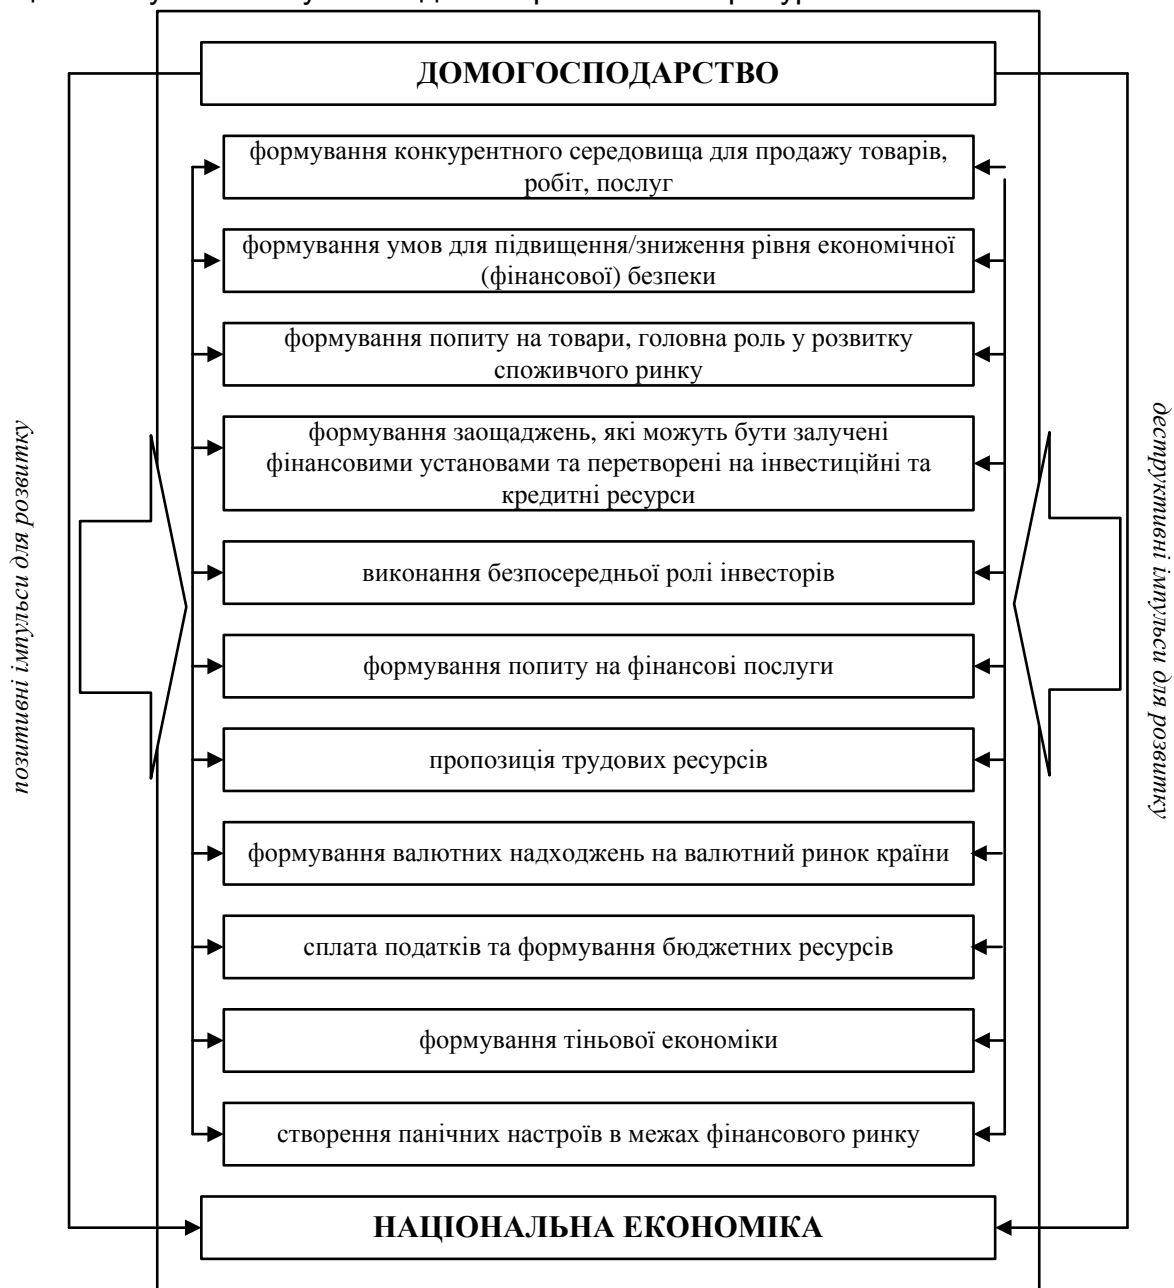 ДОМОГОСПОДАРСТВО
формування конкурентного середовища для продажу товарів,
робіт, послуг
формування умов для підвищення/зниження рівня економічної
(фінансової) безпеки
формування попиту на товари, головна роль у розвитку
споживчого ринку
формування заощаджень, які можуть бути залучені
фінансовими установами та перетворені на інвестиційні та
кредитні ресурси
виконання безпосередньої ролі інвесторів
формування попиту на фінансові послуги
пропозиція трудових ресурсів
формування валютних надходжень на валютний ринок країни
сплата податків та формування бюджетних ресурсів
формування тіньової економіки
створення панічних настроїв в межах фінансового ринку
НАЦІОНАЛЬНА ЕКОНОМІКА
позитивні імпульси для розвитку
деструктивні імпульси для розвитку